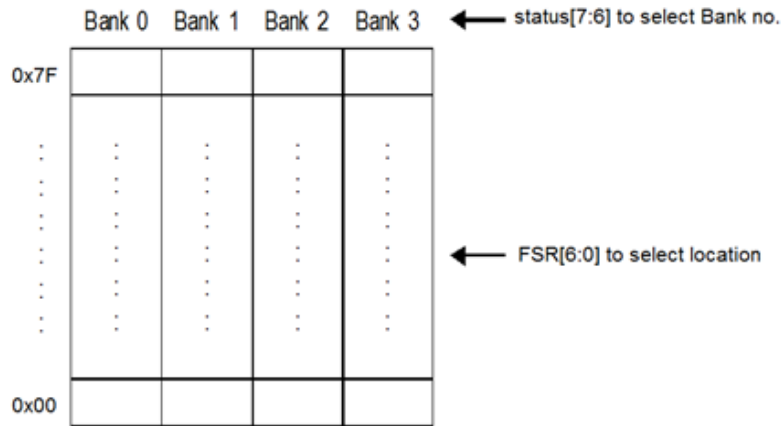 Bank 0 Bank 1 Bank 2 Bank 3 status[7:6] to select Bank no.
0x7F
FSR[6:0] to select location
0x00